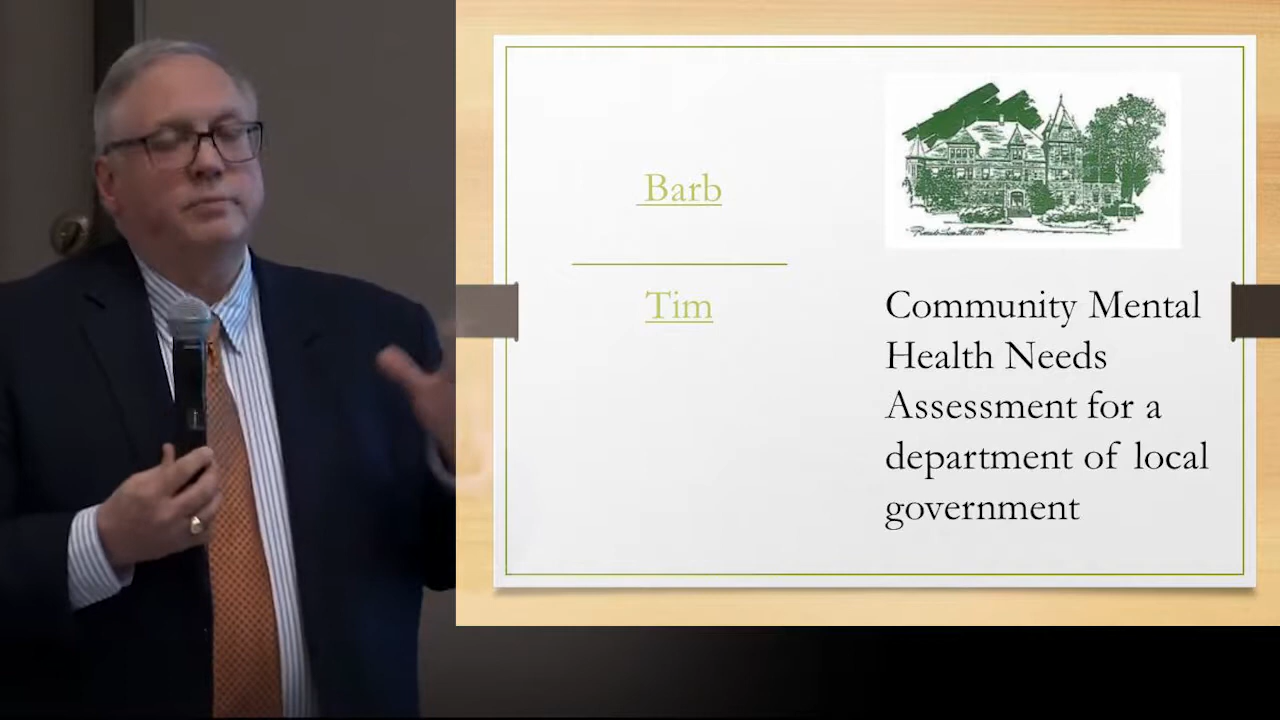 Barb
Tim
Community Mental
Health Needs
Assessment for a
department of local
government